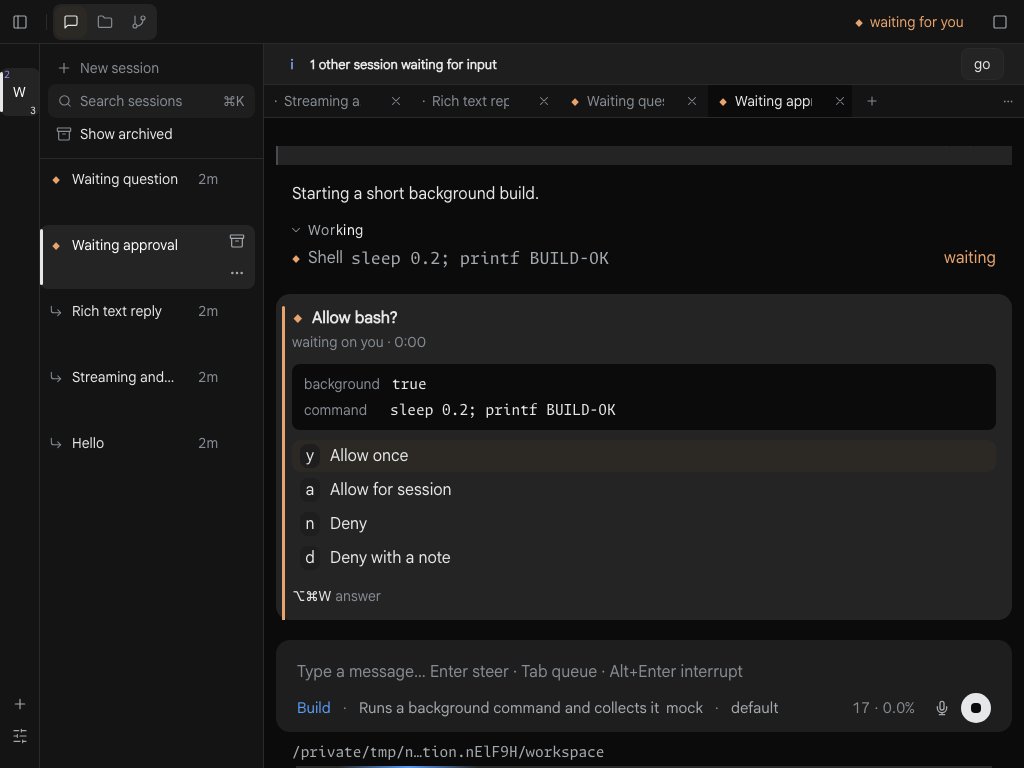 waiting for you
2
W
3
New session
Search sessions ⌘K
Show archived
Waiting question 2m
Waiting approval
...
Rich text reply 2m
Streaming and... 2m
Hello 2m
i 1 other session waiting for input go
· Streaming a
· Rich text rep
Waiting ques
Waiting app
...
Starting a short background build.
Working
Shell sleep 0.2; printf BUILD-OK waiting
Allow bash?
waiting on you · 0:00
background true
command sleep 0.2; printf BUILD-OK
y Allow once
a Allow for session
n Deny
d Deny with a note
⌥⌘W answer
Type a message... Enter steer · Tab queue · Alt+Enter interrupt
Build · Runs a background command and collects it mock · default 17 · 0.0%
/private/tmp/n…tion.nElF9H/workspace